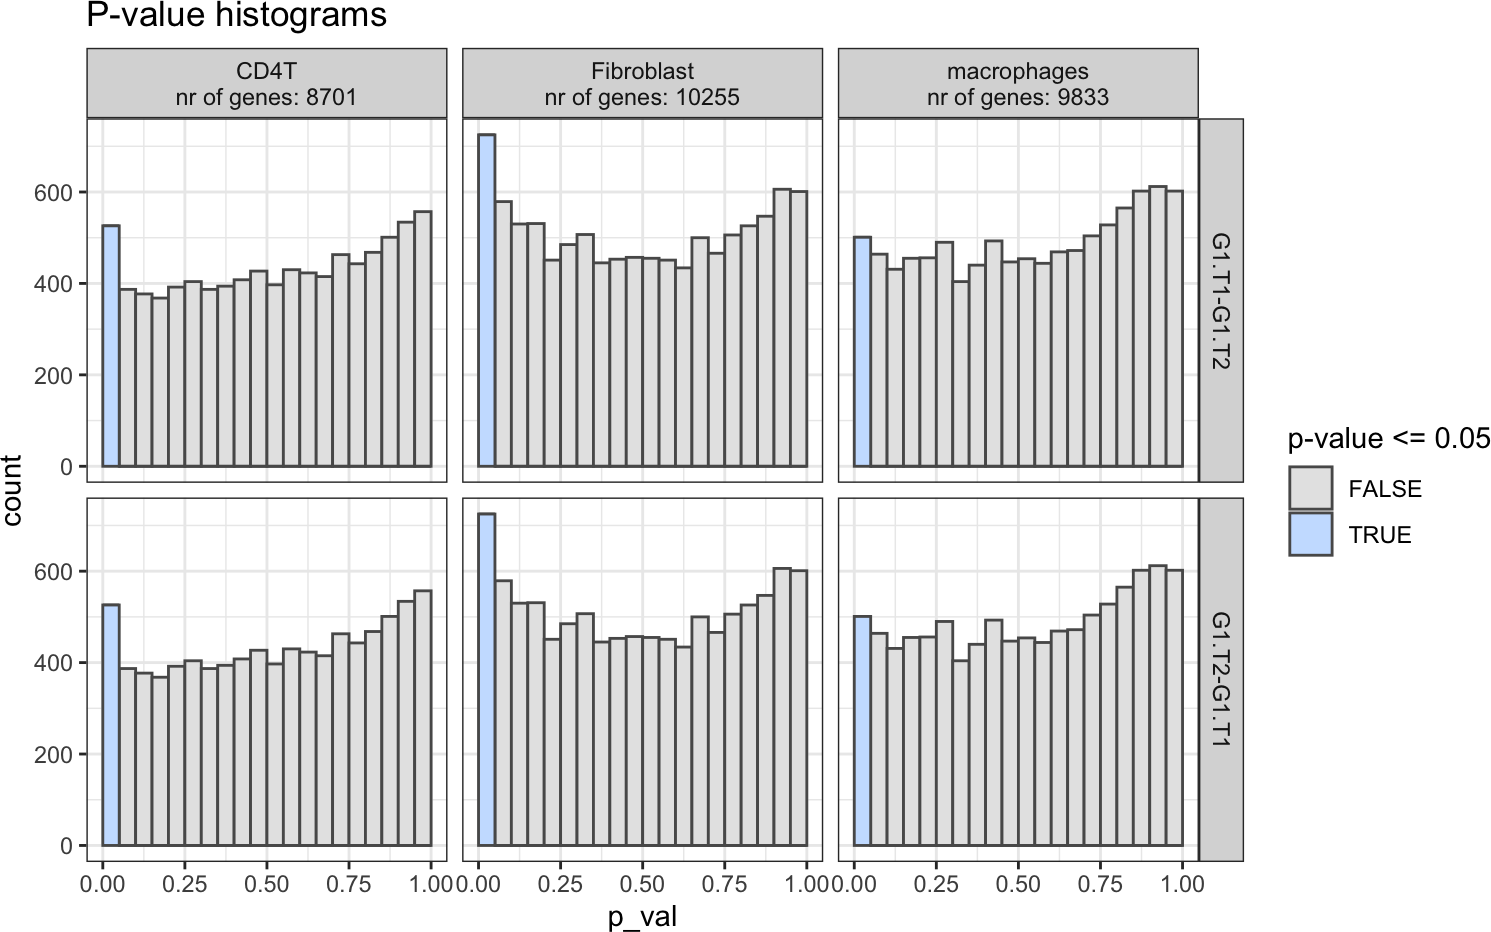 P-value histograms
CD4T
nr of genes: 8701
Fibroblast
nr of genes: 10255
macrophages
nr of genes: 9833
600
400
200
0
G1.T1-G1.T2
600
400
200
0
G1.T2-G1.T1
count
0.00 0.25 0.50 0.75 1.00 0.00 0.25 0.50 0.75 1.00 0.00 0.25 0.50 0.75 1.00
p_val
p-value <= 0.05
FALSE
TRUE